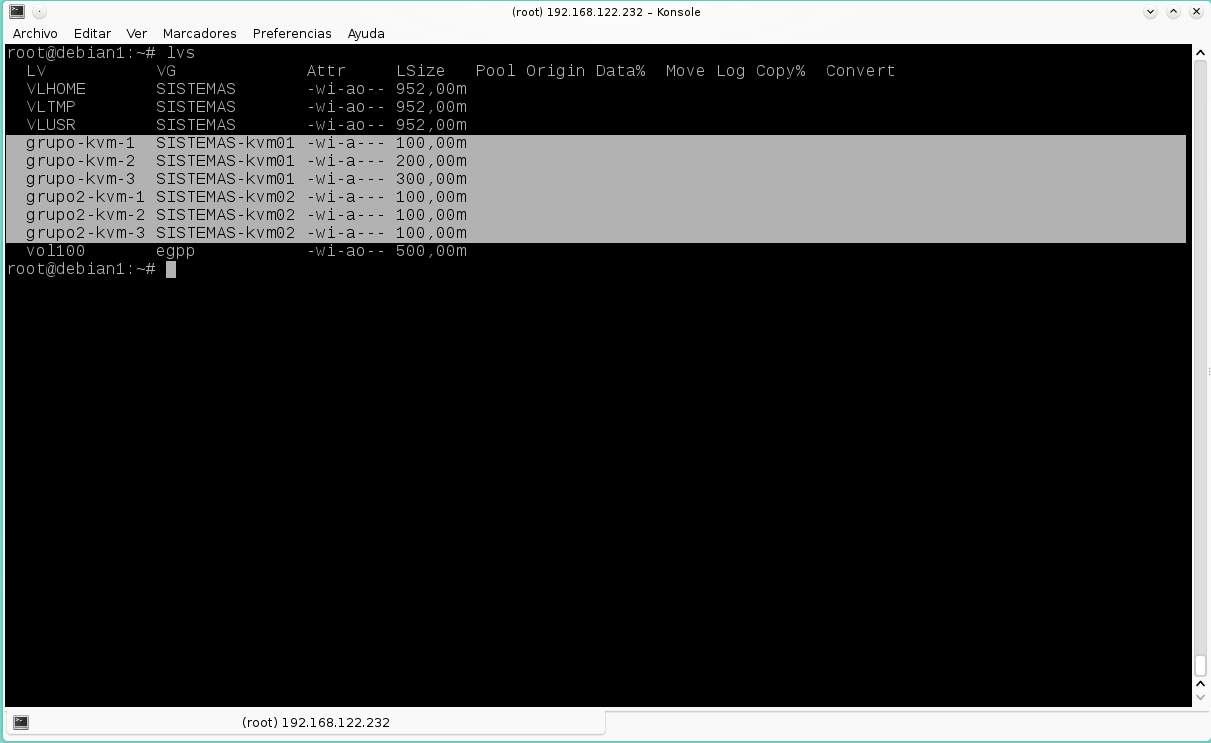 (root) 192.168.122.232 – Konsole
Archivo Editar Ver Marcadores Preferencias Ayuda
root@debian1:~# lvs
  LV           VG             Attr     LSize   Pool Origin Data%  Move Log Copy%  Convert
  VLHOME       SISTEMAS       -wi-ao-- 952,00m
  VLTMP        SISTEMAS       -wi-ao-- 952,00m
  VLUSR        SISTEMAS       -wi-ao-- 952,00m
  grupo-kvm-1  SISTEMAS-kvm01 -wi-a--- 100,00m
  grupo-kvm-2  SISTEMAS-kvm01 -wi-a--- 200,00m
  grupo-kvm-3  SISTEMAS-kvm01 -wi-a--- 300,00m
  grupo2-kvm-1 SISTEMAS-kvm02 -wi-a--- 100,00m
  grupo2-kvm-2 SISTEMAS-kvm02 -wi-a--- 100,00m
  grupo2-kvm-3 SISTEMAS-kvm02 -wi-a--- 100,00m
  vol100       egpp           -wi-ao-- 500,00m
root@debian1:~#
(root) 192.168.122.232